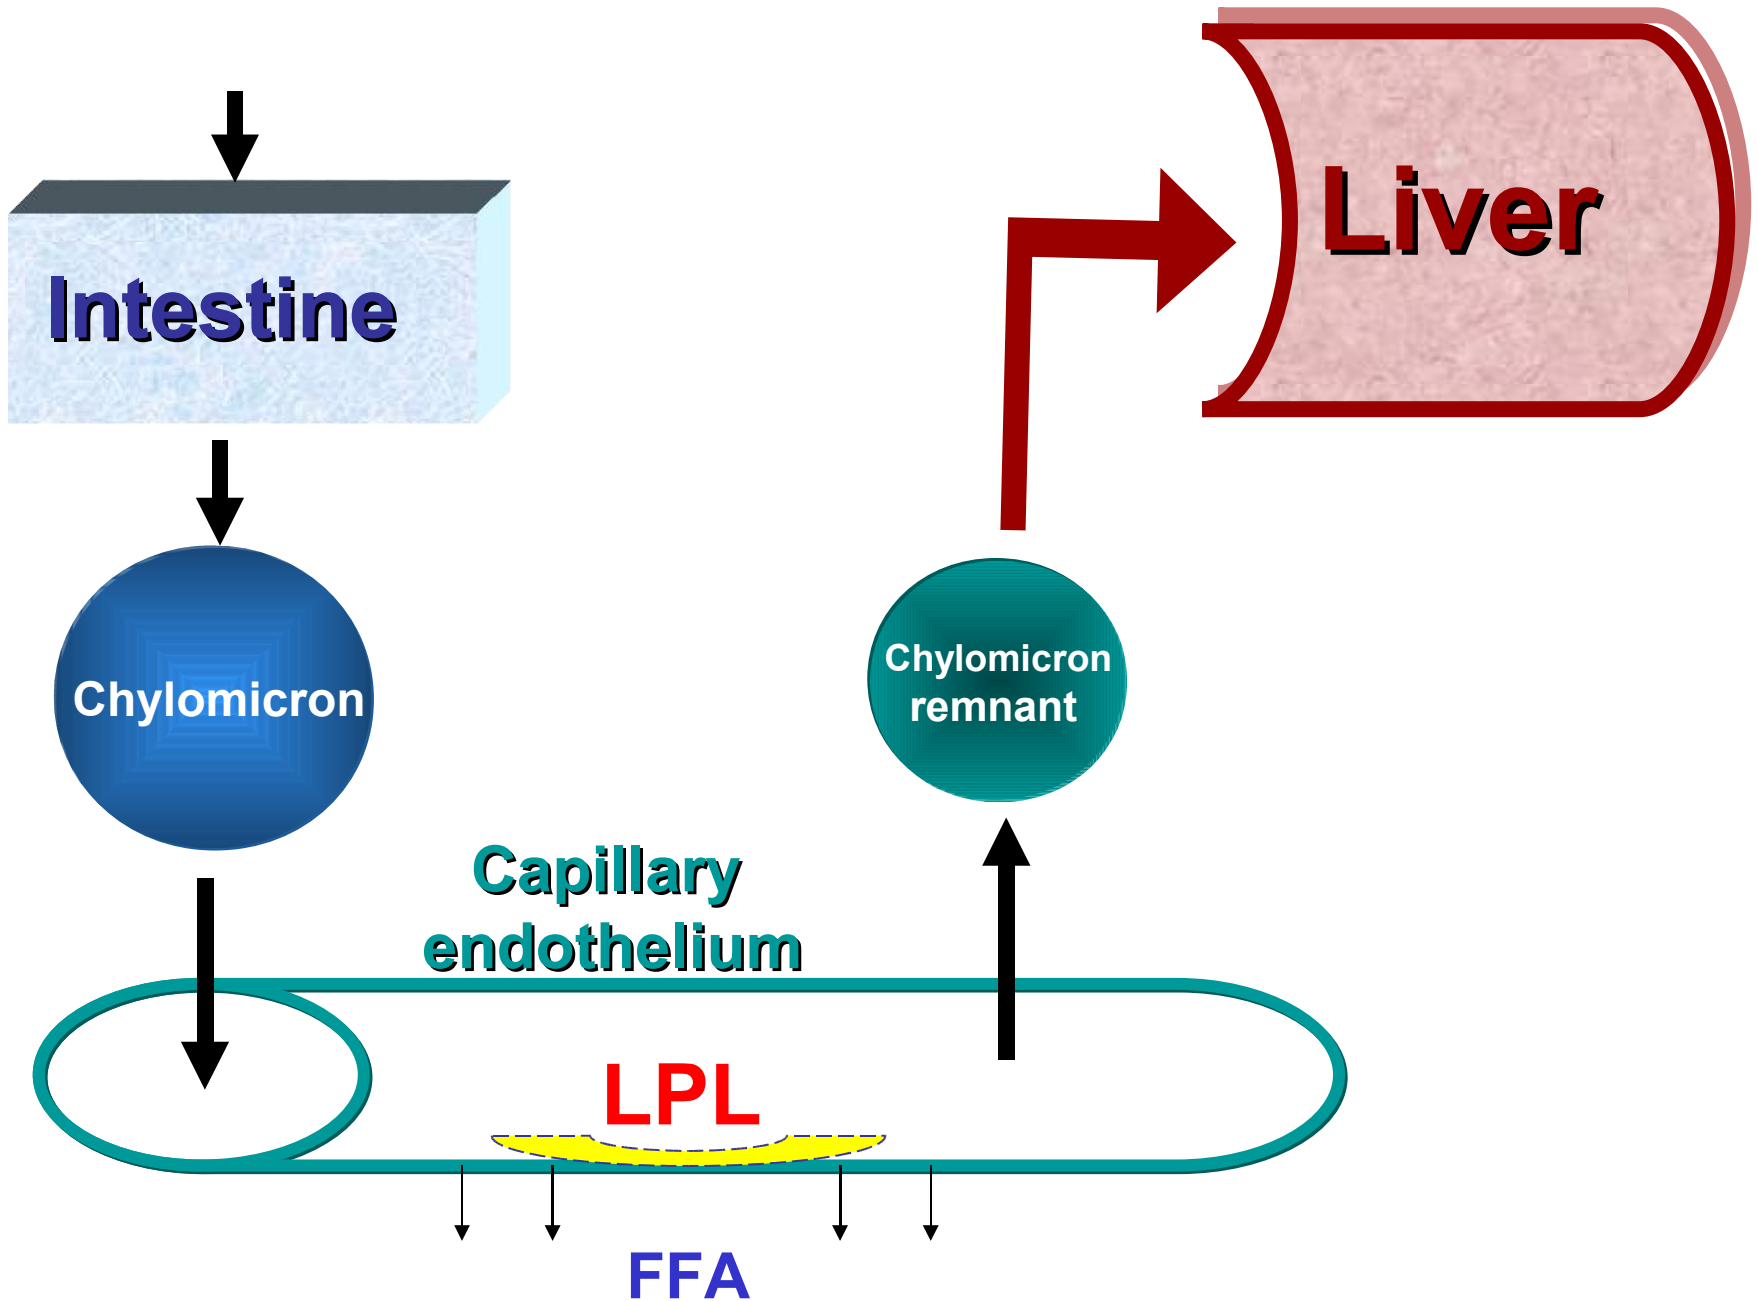 Liver
Intestine
Chylomicron
Chylomicron
remnant
Capillary
endothelium
LPL
FFA